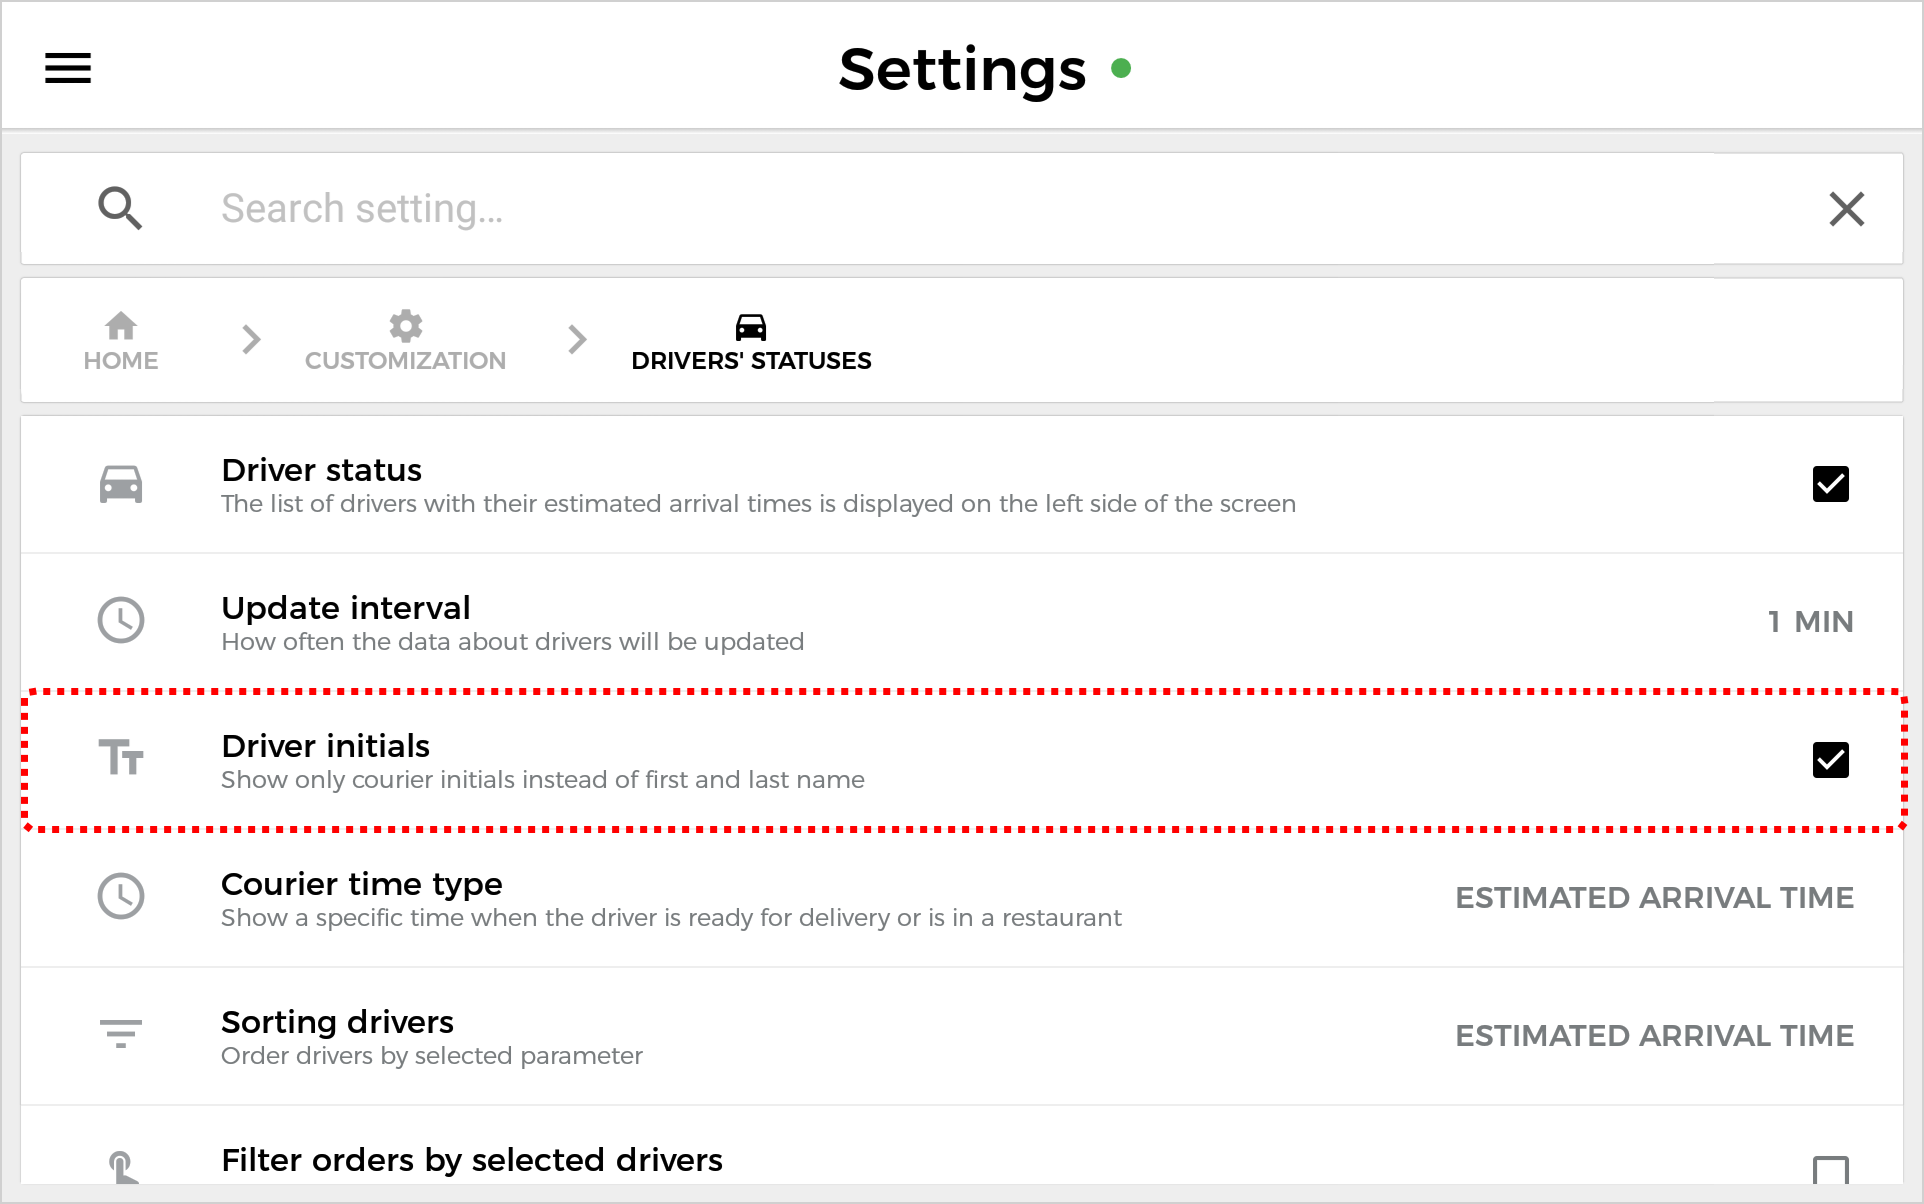 Settings
Search setting...
HOME
CUSTOMIZATION
DRIVERS' STATUSES
Driver status
The list of drivers with their estimated arrival times is displayed on the left side of the screen
Update interval
How often the data about drivers will be updated
1 MIN
Driver initials
Show only courier initials instead of first and last name
Courier time type
Show a specific time when the driver is ready for delivery or is in a restaurant
ESTIMATED ARRIVAL TIME
Sorting drivers
Order drivers by selected parameter
ESTIMATED ARRIVAL TIME
Filter orders by selected drivers